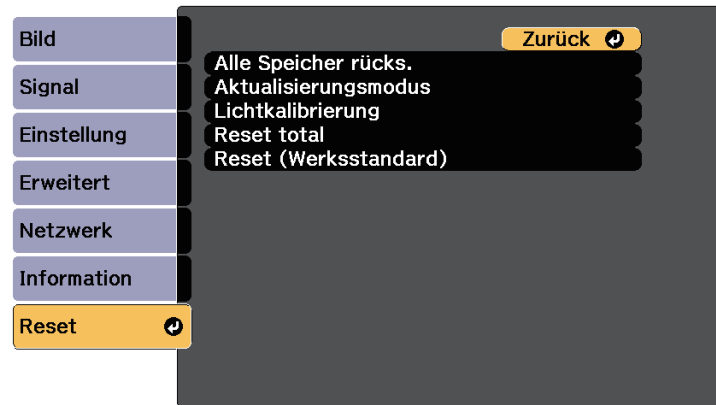 Bild
Signal
Einstellung
Erweitert
Netzwerk
Information
Reset
Zurück
Alle Speicher rücks.
Aktualisierungsmodus
Lichtkalibrierung
Reset total
Reset (Werksstandard)